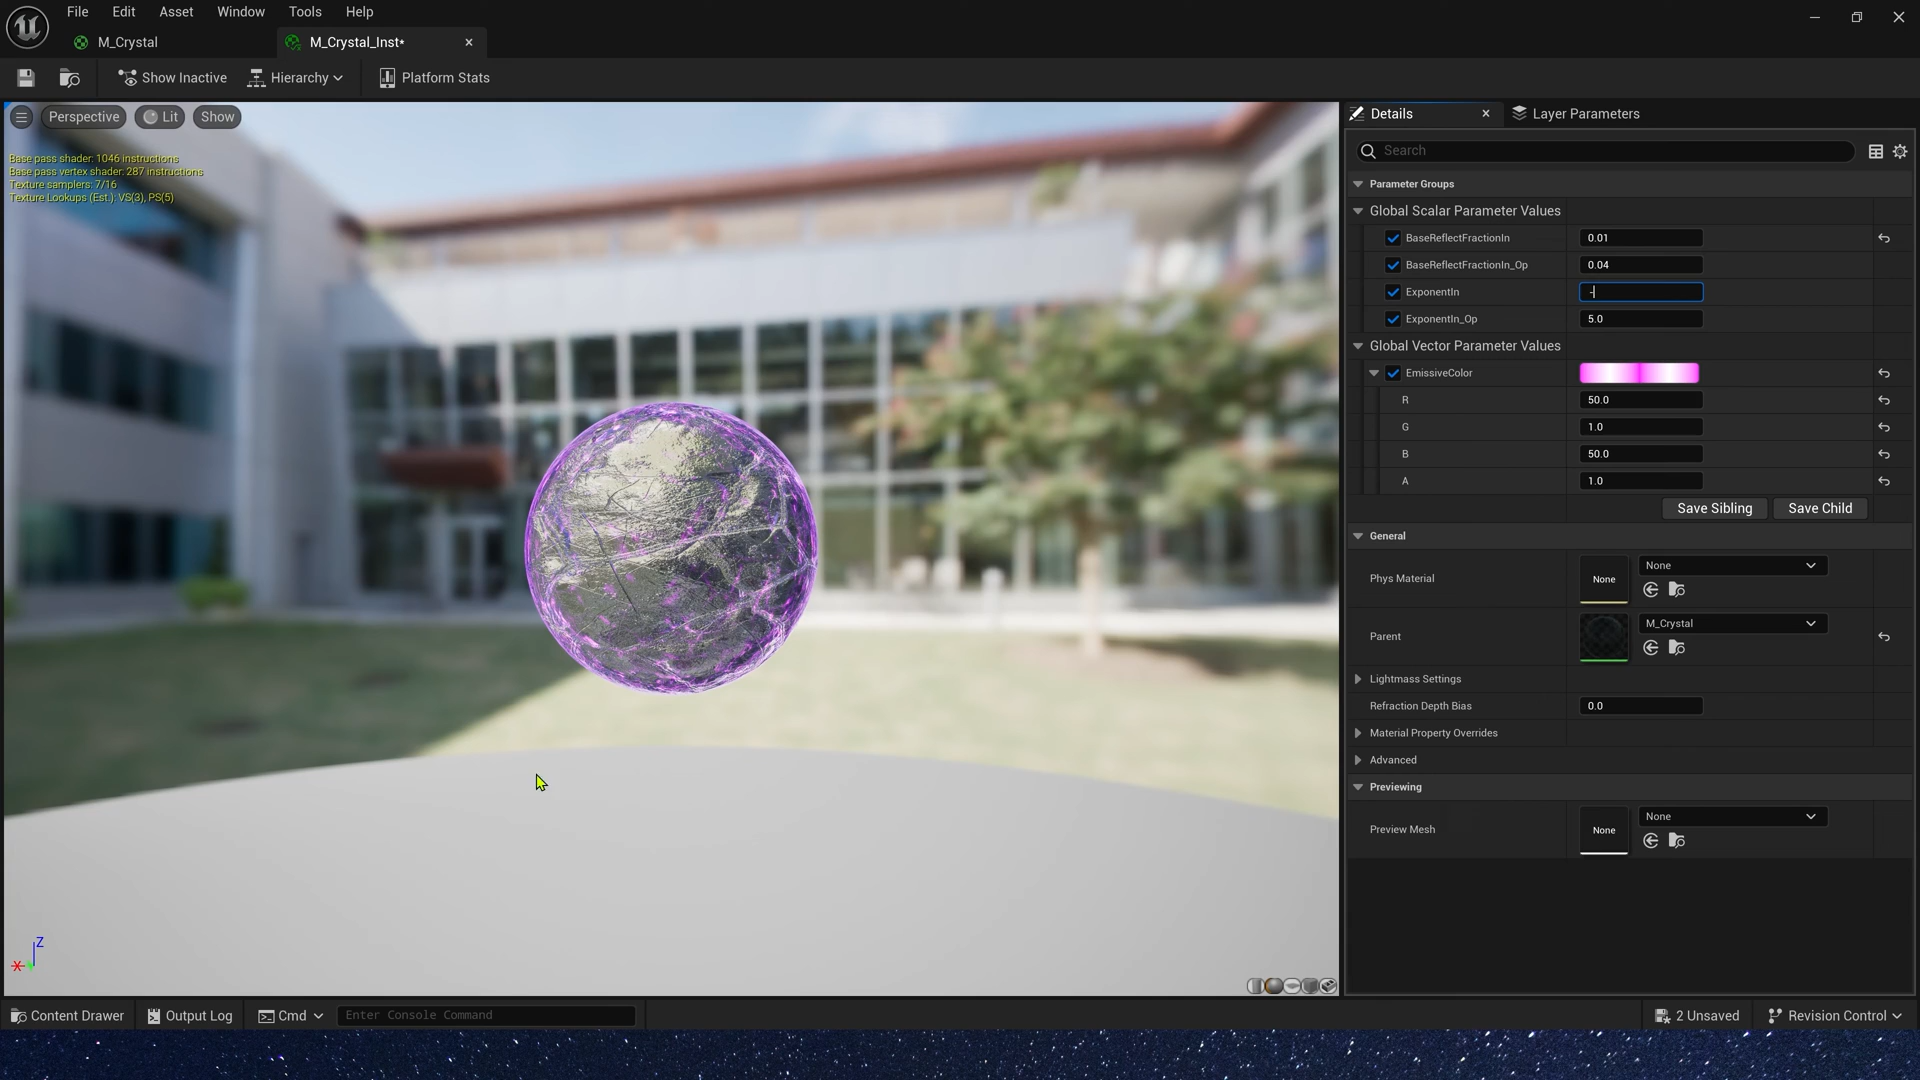 File Edit Asset Window Tools Help
M_Crystal
M_Crystal_Inst*
Show Inactive Hierarchy Platform Stats
Perspective Lit Show
Base pass shader: 1046 instructions
Base pass vertex shader: 287 instructions
Texture samplers: 7/16
Texture Lookups (Est.): VS(3), PS(5)
Z
Details Layer Parameters
Search
Parameter Groups
Global Scalar Parameter Values
BaseReflectFractionIn 0.01
BaseReflectFractionIn_Op 0.04
ExponentIn -
ExponentIn_Op 5.0
Global Vector Parameter Values
EmissiveColor
R 50.0
G 1.0
B 50.0
A 1.0
Save Sibling Save Child
General
Phys Material None None
Parent M_Crystal
Lightmass Settings
Refraction Depth Bias 0.0
Material Property Overrides
Advanced
Previewing
Preview Mesh None None
Content Drawer Output Log Cmd Enter Console Command 2 Unsaved Revision Control